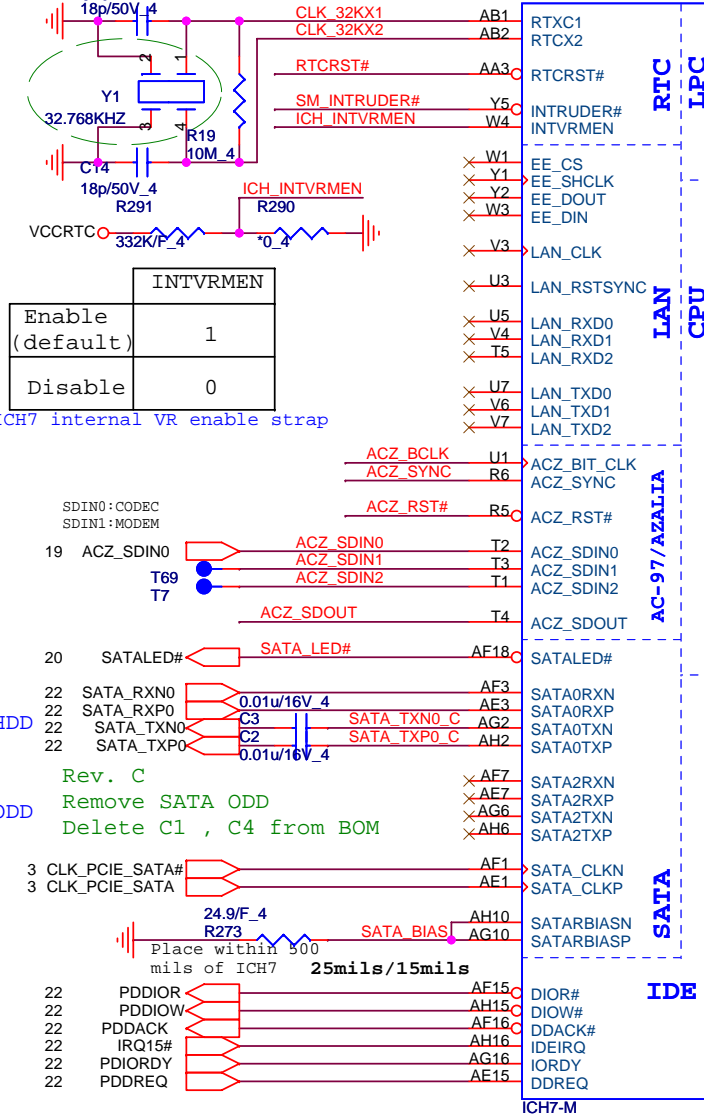 18p/50V_4
CLK_32KX1
AB1
RTXC1
CLK_32KX2
AB2
RTCX2
RTCRST#
AA3
RTCRST#
2
1
Y1
SM_INTRUDER#
Y5
INTRUDER#
32.768KHZ
ICH_INTVRMEN
W4
INTVRMEN
3
4
R19
10M_4
C14
18p/50V_4
RTC
LPC
R291
ICH_INTVRMEN
R290
VCCRTC
332K/F_4
*0_4
W1
EE_CS
Y1
EE_SHCLK
Y2
EE_DOUT
W3
EE_DIN
V3
LAN_CLK
U3
LAN_RSTSYNC
U5
LAN_RXD0
V4
LAN_RXD1
T5
LAN_RXD2
U7
LAN_TXD0
V6
LAN_TXD1
V7
LAN_TXD2
LAN
CPU
INTVRMEN
Enable
(default)
1
Disable
0
ICH7 internal VR enable strap
ACZ_BCLK
U1
ACZ_BIT_CLK
ACZ_SYNC
R6
ACZ_SYNC
ACZ_RST#
R5
ACZ_RST#
SDIN0:CODEC
SDIN1:MODEM
19
ACZ_SDIN0
ACZ_SDIN0
T2
ACZ_SDIN0
T69
ACZ_SDIN1
T3
ACZ_SDIN1
T7
ACZ_SDIN2
T1
ACZ_SDIN2
ACZ_SDOUT
T4
ACZ_SDOUT
AC-97/AZALIA
20
SATALED#
SATA_LED#
AF18
SATALED#
22
SATA_RXN0
AF3
SATA0RXN
22
SATA_RXP0
0.01u/16V_4
AE3
SATA0RXP
HDD
22
SATA_TXN0
C3
SATA_TXN0_C
AG2
SATA0TXN
22
SATA_TXP0
C2
SATA_TXP0_C
AH2
SATA0TXP
0.01u/16V_4
Rev. C
Remove SATA ODD
Delete C1 , C4 from BOM
ODD
AF7
SATA2RXN
AE7
SATA2RXP
AG6
SATA2TXN
AH6
SATA2TXP
3
CLK_PCIE_SATA#
AF1
SATA_CLKN
3
CLK_PCIE_SATA
AE1
SATA_CLKP
24.9/F_4
R273
SATA_BIAS
AH10
SATARBIASN
AG10
SATARBIASP
SATA
Place within 500
mils of ICH7
25mils/15mils
IDE
22
PDDIOR
AF15
DIOR#
22
PDDIOW
AH15
DIOW#
22
PDDACK
AF16
DDACK#
22
IRQ15#
AH16
IDEIRQ
22
PDIORDY
AG16
IORDY
22
PDDREQ
AE15
DDREQ
ICH7-M